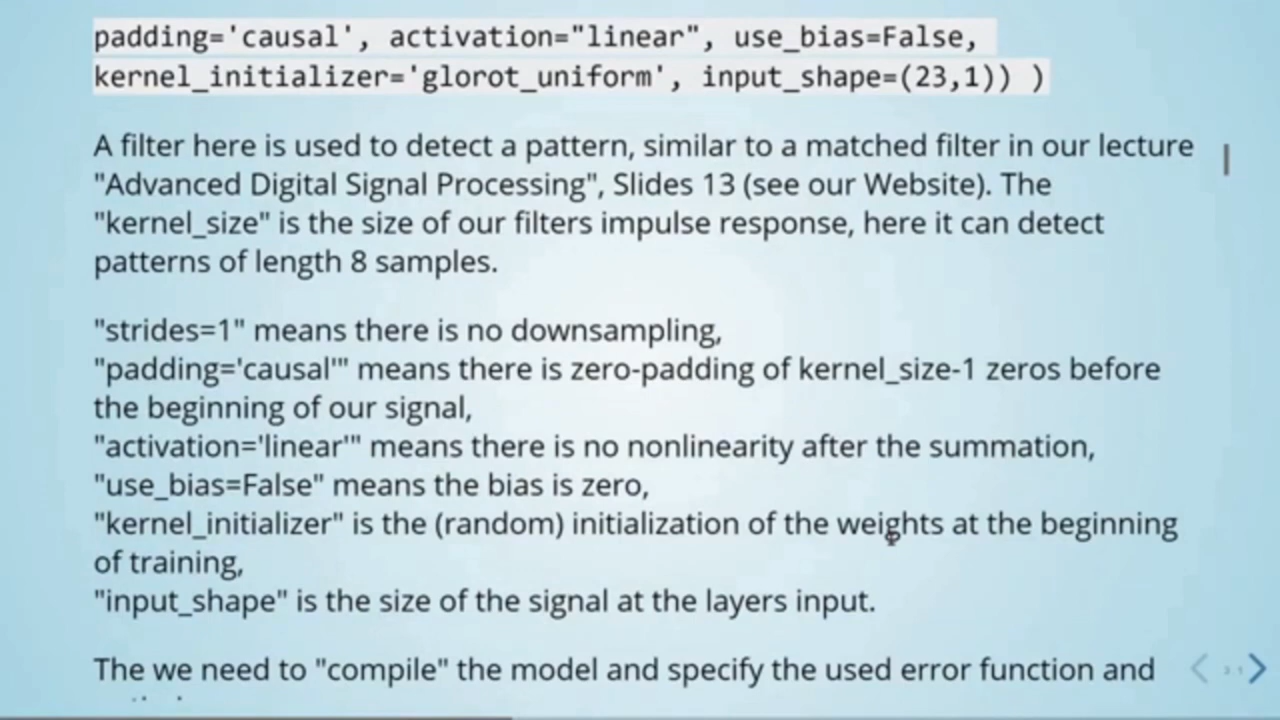 padding='causal', activation="linear", use_bias=False,
kernel_initializer='glorot_uniform', input_shape=(23,1)) )
A filter here is used to detect a pattern, similar to a matched filter in our lecture
"Advanced Digital Signal Processing", Slides 13 (see our Website). The
"kernel_size" is the size of our filters impulse response, here it can detect
patterns of length 8 samples.
"strides=1" means there is no downsampling,
"padding='causal'" means there is zero-padding of kernel_size-1 zeros before
the beginning of our signal,
"activation='linear'" means there is no nonlinearity after the summation,
"use_bias=False" means the bias is zero,
"kernel_initializer" is the (random) initialization of the weights at the beginning
of training,
"input_shape" is the size of the signal at the layers input.
The we need to "compile" the model and specify the used error function and